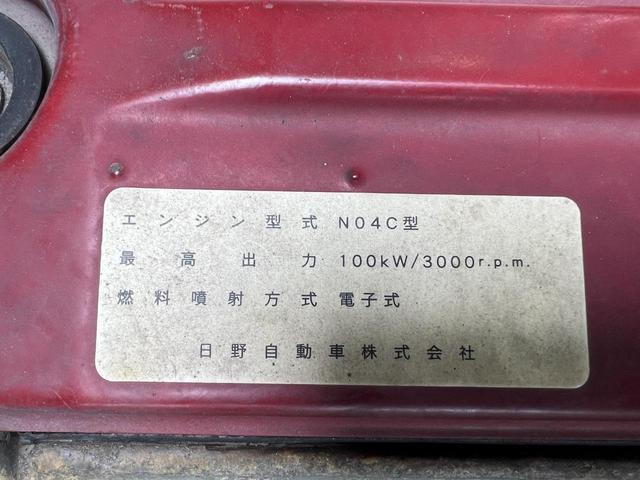 エンジン型式 N04C型
最高出力 100kW/3000r.p.m.
燃料噴射方式 電子式
日野自動車株式会社